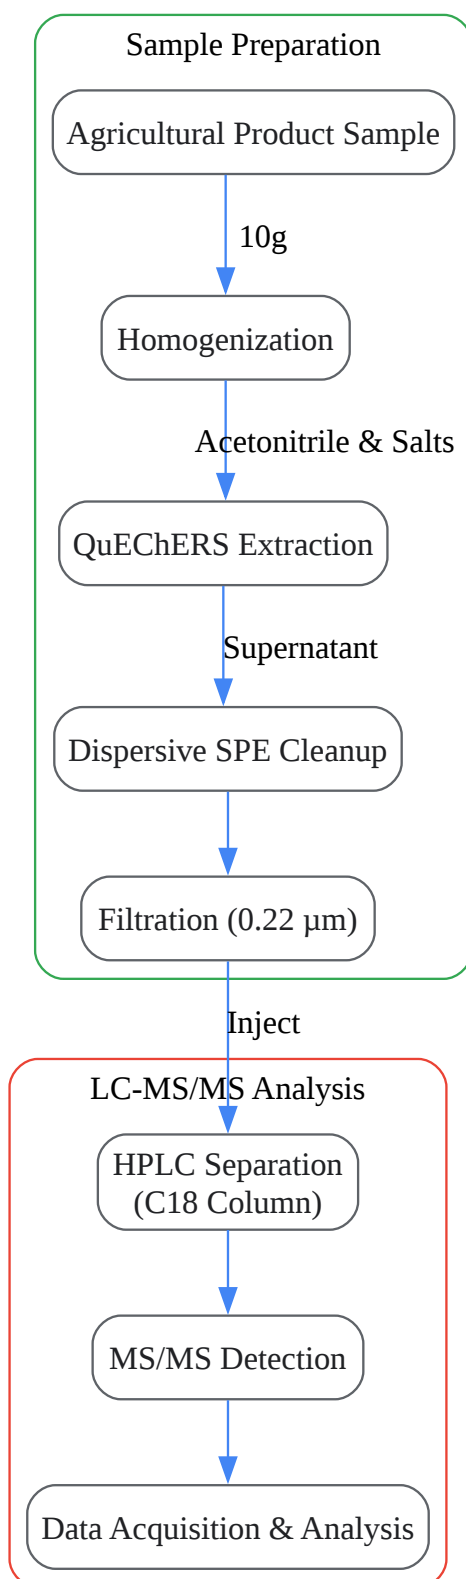 Sample Preparation
Agricultural Product Sample
10g
Homogenization
Acetonitrile & Salts
QuEChERS Extraction
Supernatant
Dispersive SPE Cleanup
Filtration (0.22 µm)
Inject
LC-MS/MS Analysis
HPLC Separation
(C18 Column)
MS/MS Detection
Data Acquisition & Analysis